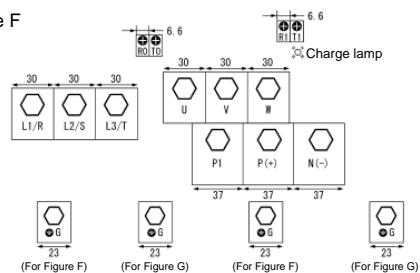 e F
6.6
R0 T0
6.6
R1 T1
Charge lamp
30 30 30
L1/R L2/S L3/T
30 30 30
U V W
P1 P(+) N(-)
37 37 37
G G G G
23 23 23 23
(For Figure F) (For Figure G) (For Figure F) (For Figure G)